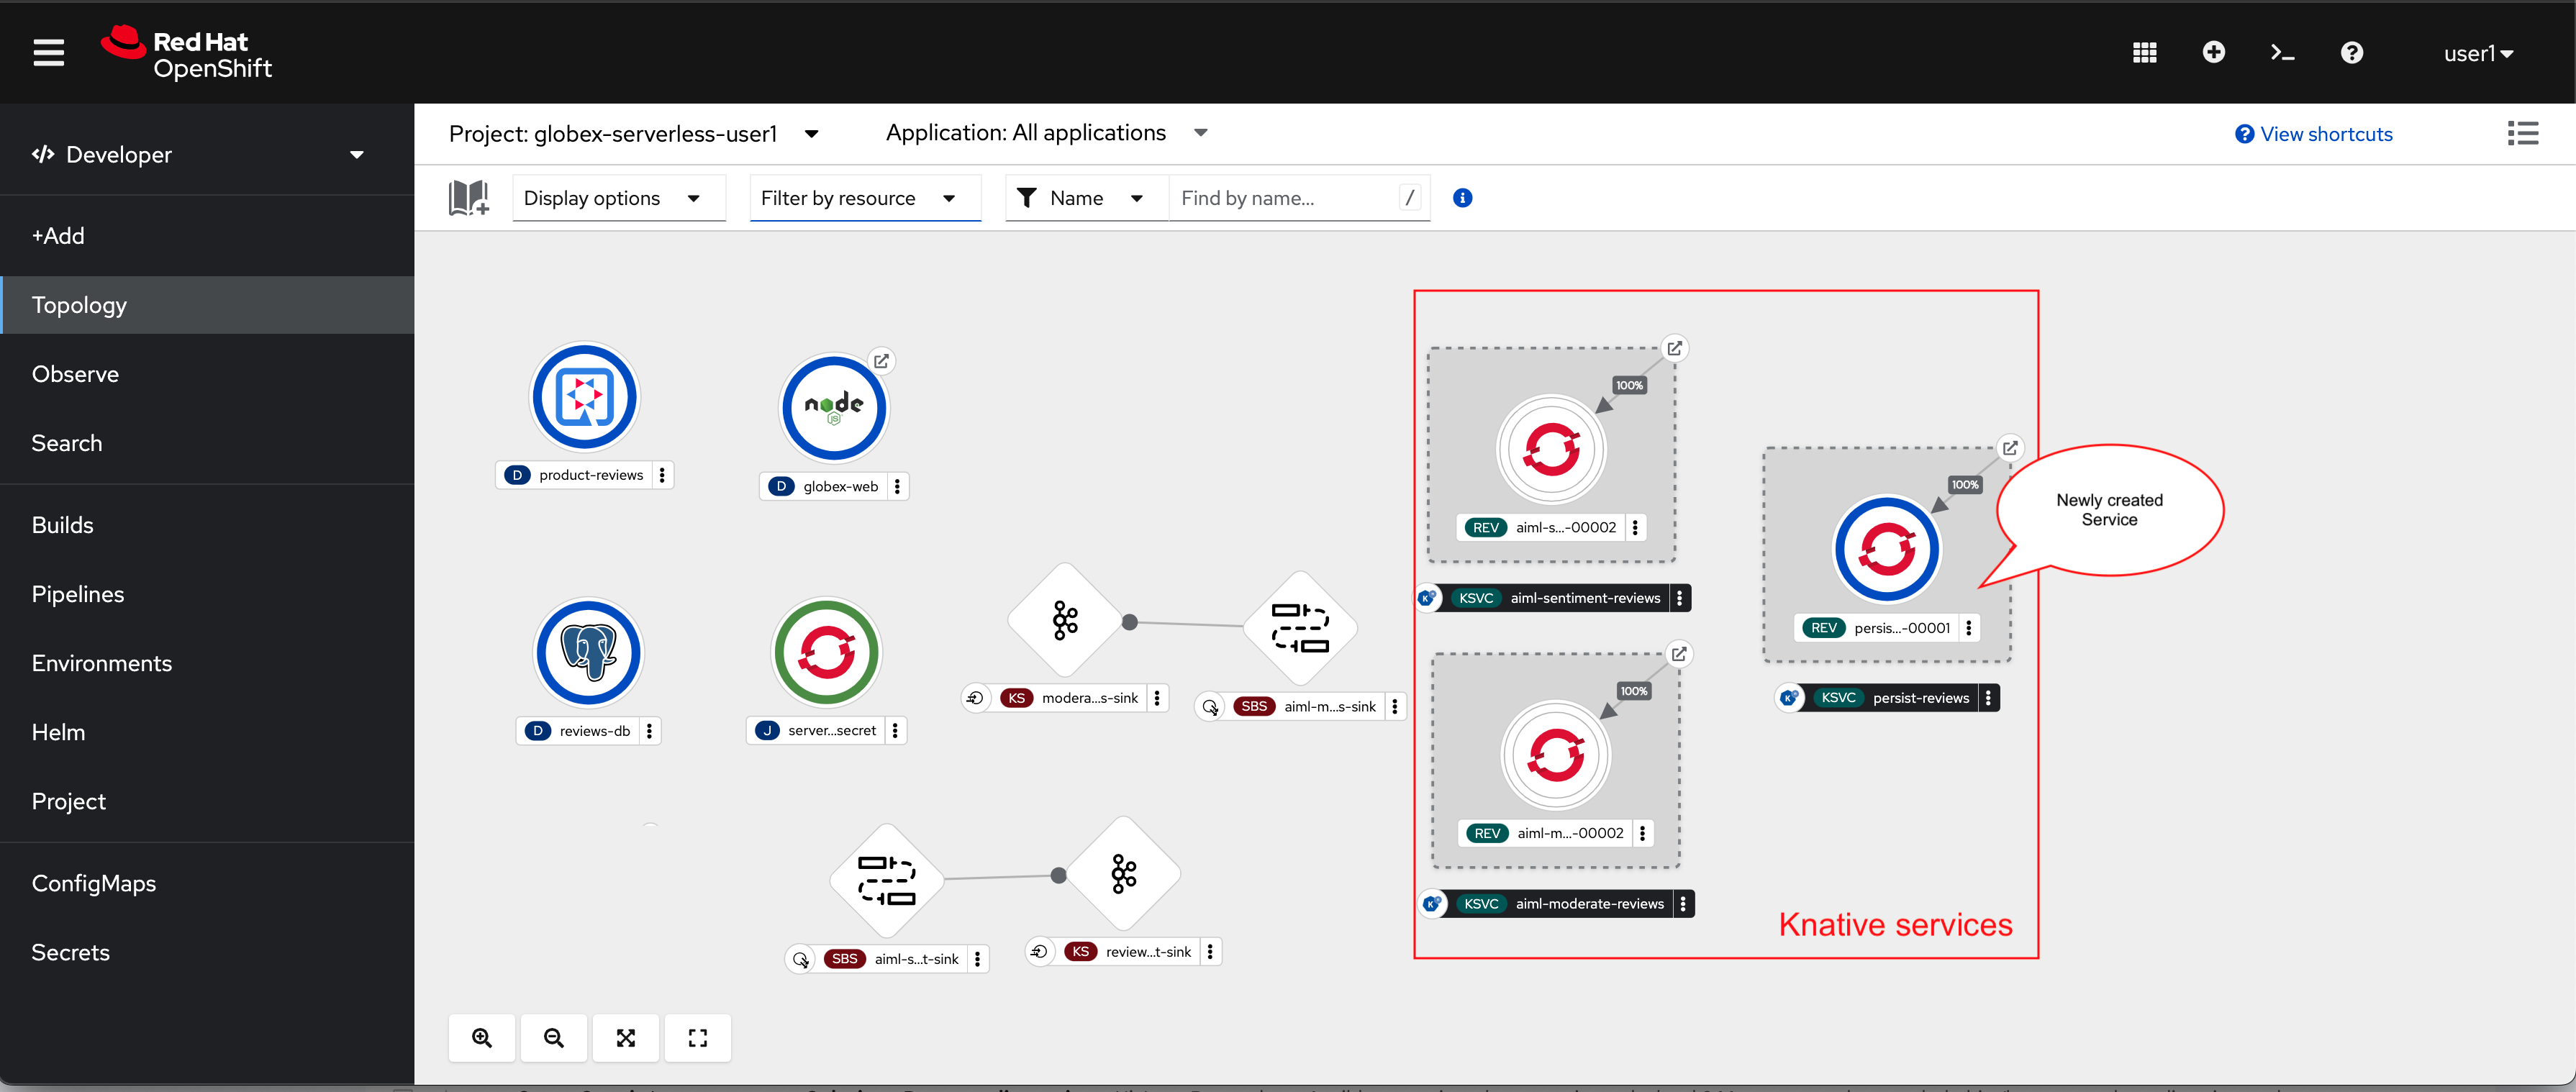 Red Hat
OpenShift
user1
Developer
+Add
Topology
Observe
Search
Builds
Pipelines
Environments
Helm
Project
ConfigMaps
Secrets
Project: globex-serverless-user1
Application: All applications
View shortcuts
Display options
Filter by resource
Name
Find by name...
/
D product-reviews
node
JS
D globex-web
D reviews-db
J server...secret
KS modera...s-sink
SBS aiml-m...s-sink
SBS aiml-s...t-sink
KS review...t-sink
100%
REV aiml-s...-00002
KSVC aiml-sentiment-reviews
100%
REV aiml-m...-00002
KSVC aiml-moderate-reviews
100%
REV persis...-00001
KSVC persist-reviews
Newly created
Service
Knative services